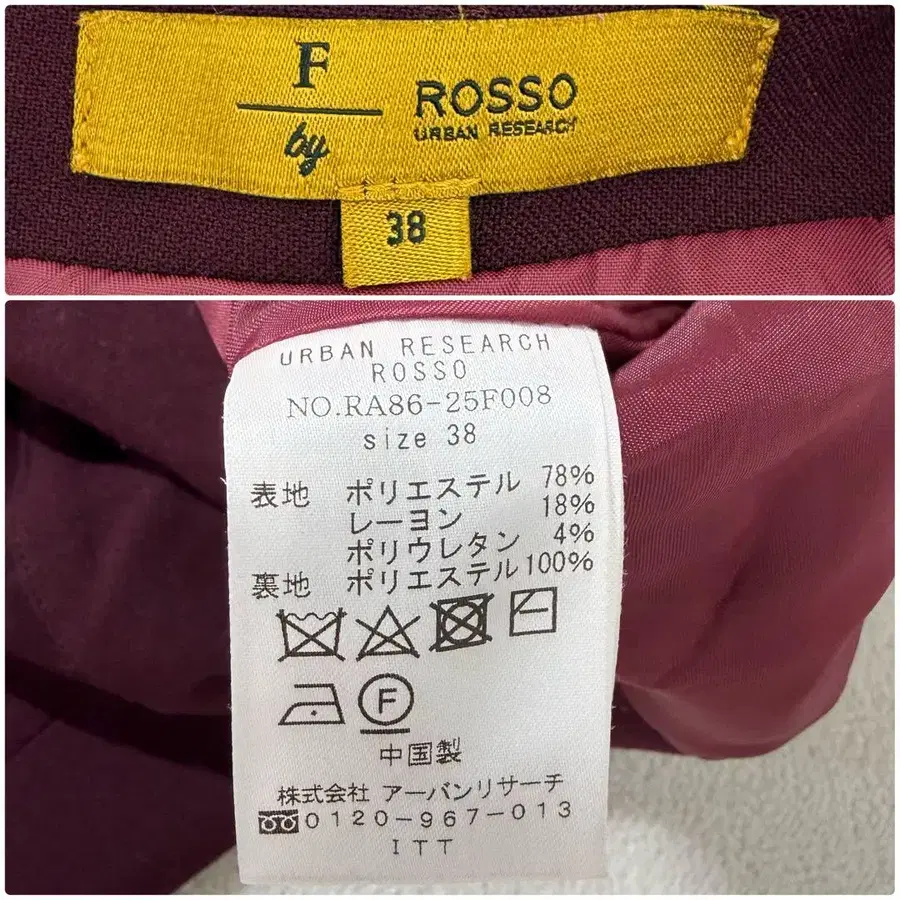 F
by
ROSSO
URBAN RESEARCH
38
URBAN RESEARCH
ROSSO
NO.RA86-25F008
size 38
表地 ポリエステル 78%
レーヨン 18%
ポリウレタン 4%
裏地 ポリエステル 100%
F
中国製
株式会社 アーバンリサーチ
0120-967-013
ITT